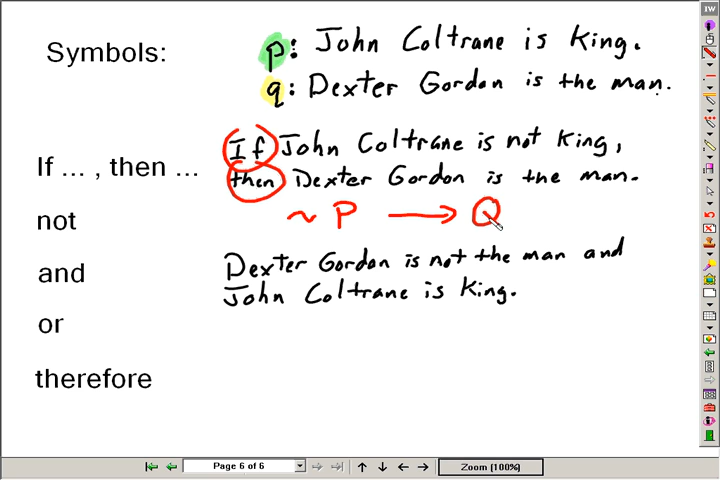 Symbols:
p: John Coltrane is King.
q: Dexter Gordon is the man.
If John Coltrane is not King,
then Dexter Gordon is the man.
~ P → Q
Dexter Gordon is not the man and
John Coltrane is King.
If ... , then ...
not
and
or
therefore
IW
Page 6 of 6
Zoom (100%)